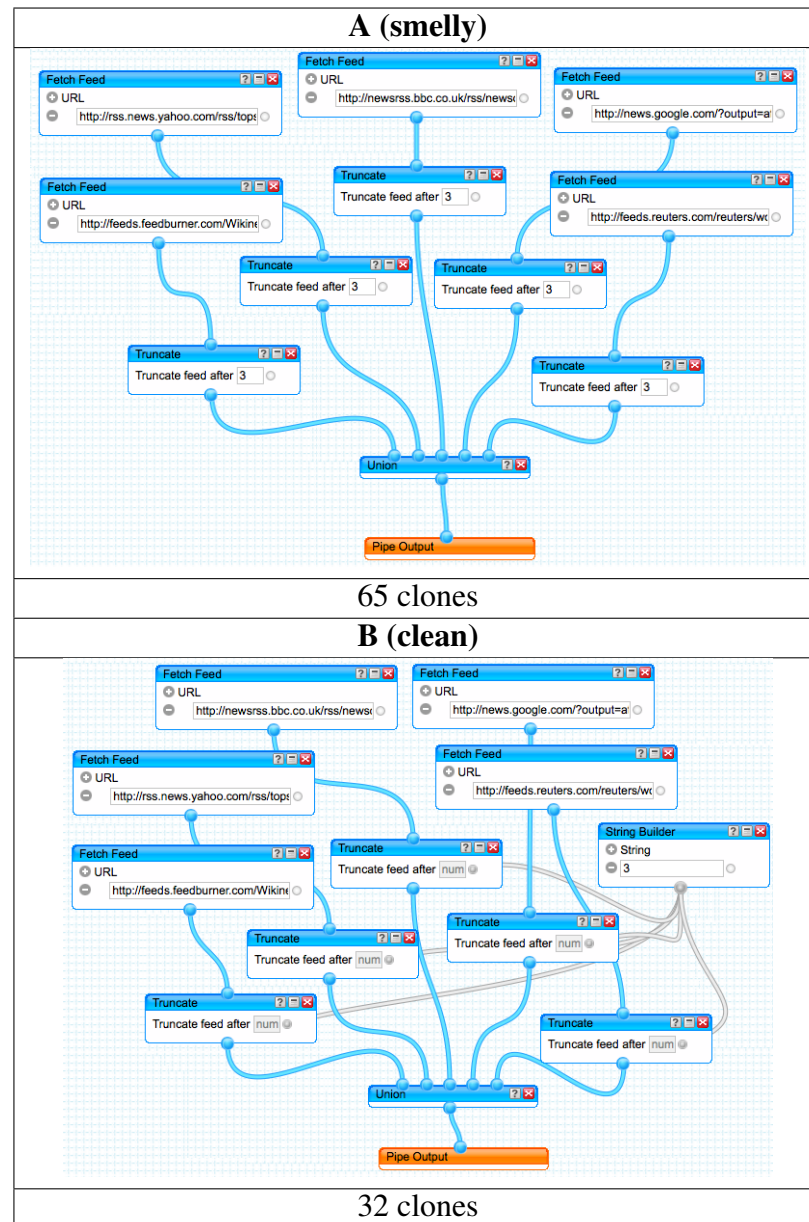 A (smelly)
Fetch Feed
URL
http://rss.news.yahoo.com/rss/tops
Fetch Feed
URL
http://newsrss.bbc.co.uk/rss/newso
Fetch Feed
URL
http://news.google.com/?output=a
Fetch Feed
URL
http://feeds.feedburner.com/Wikine
Truncate
Truncate feed after 3
Fetch Feed
URL
http://feeds.reuters.com/reuters/wo
Truncate
Truncate feed after 3
Truncate
Truncate feed after 3
Truncate
Truncate feed after 3
Truncate
Truncate feed after 3
Union
Pipe Output
65 clones
B (clean)
Fetch Feed
URL
http://newsrss.bbc.co.uk/rss/newso
Fetch Feed
URL
http://news.google.com/?output=a
Fetch Feed
URL
http://rss.news.yahoo.com/rss/tops
Fetch Feed
URL
http://feeds.reuters.com/reuters/wo
Fetch Feed
URL
http://feeds.feedburner.com/Wikine
Truncate
Truncate feed after num
String Builder
String
3
Truncate
Truncate feed after num
Truncate
Truncate feed after num
Truncate
Truncate feed after num
Truncate
Truncate feed after num
Union
Pipe Output
32 clones